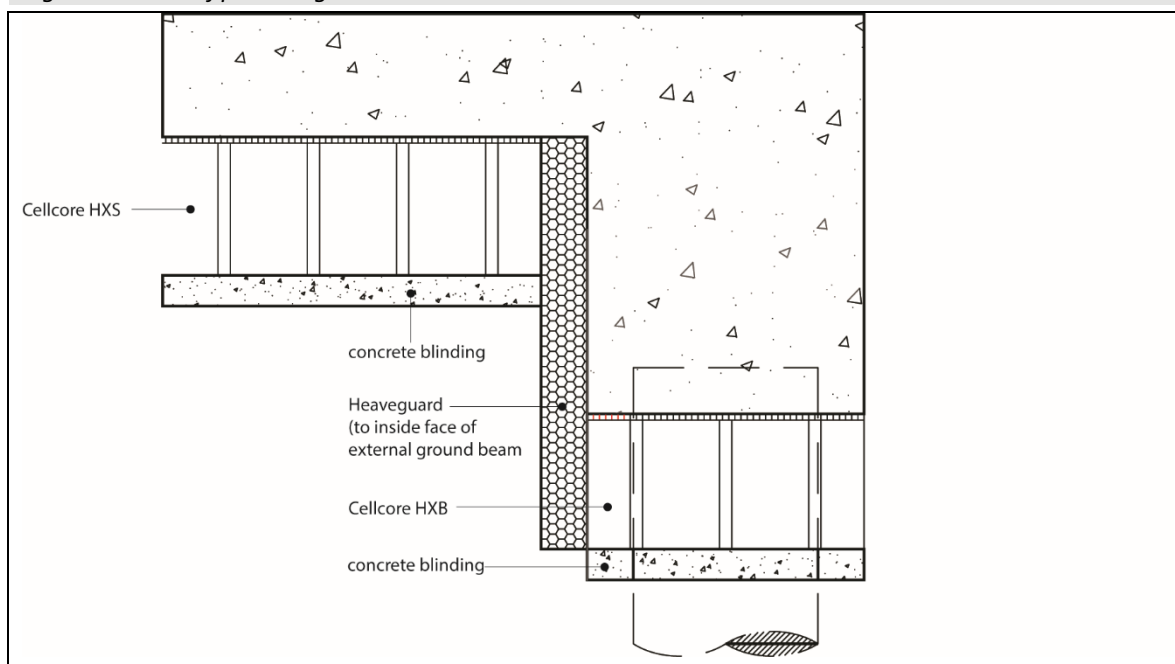 Cellcore HXS
concrete blinding
Heaveguard
(to inside face of
external ground beam
Cellcore HXB
concrete blinding